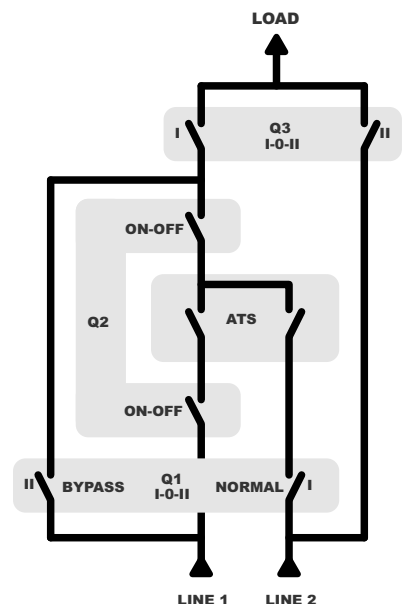 LOAD
I
Q3
I-0-II
II
ON-OFF
Q2
ATS
ON-OFF
II
BYPASS
Q1
I-0-II
NORMAL
I
LINE 1
LINE 2